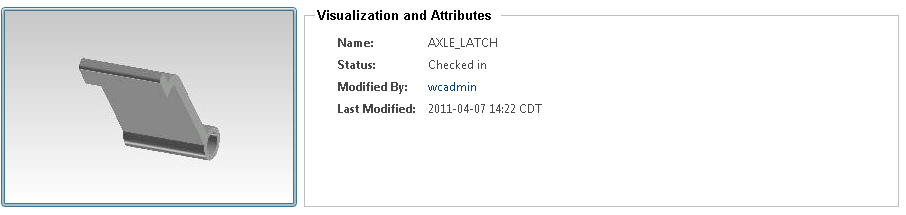 Visualization and Attributes
Name: AXLE_LATCH
Status: Checked in
Modified By: wcadmin
Last Modified: 2011-04-07 14:22 CDT